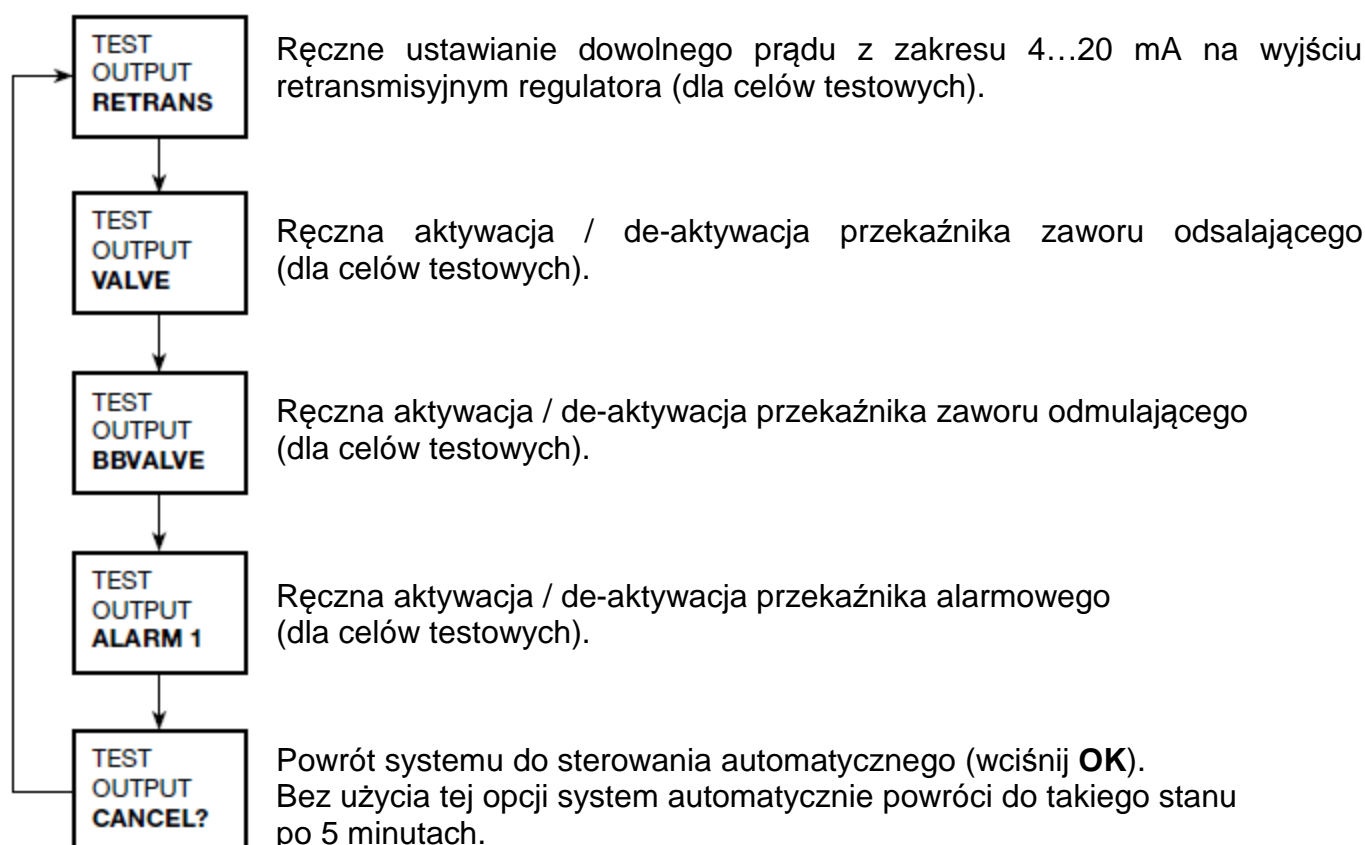 TEST
OUTPUT
RETRANS
Ręczne ustawianie dowolnego prądu z zakresu 4…20 mA na wyjściu
retransmisyjnym regulatora (dla celów testowych).
TEST
OUTPUT
VALVE
Ręczna aktywacja / de-aktywacja przekaźnika zaworu odsalającego
(dla celów testowych).
TEST
OUTPUT
BBVALVE
Ręczna aktywacja / de-aktywacja przekaźnika zaworu odmulającego
(dla celów testowych).
TEST
OUTPUT
ALARM 1
Ręczna aktywacja / de-aktywacja przekaźnika alarmowego
(dla celów testowych).
TEST
OUTPUT
CANCEL?
Powrót systemu do sterowania automatycznego (wciśnij OK).
Bez użycia tej opcji system automatycznie powróci do takiego stanu
po 5 minutach.